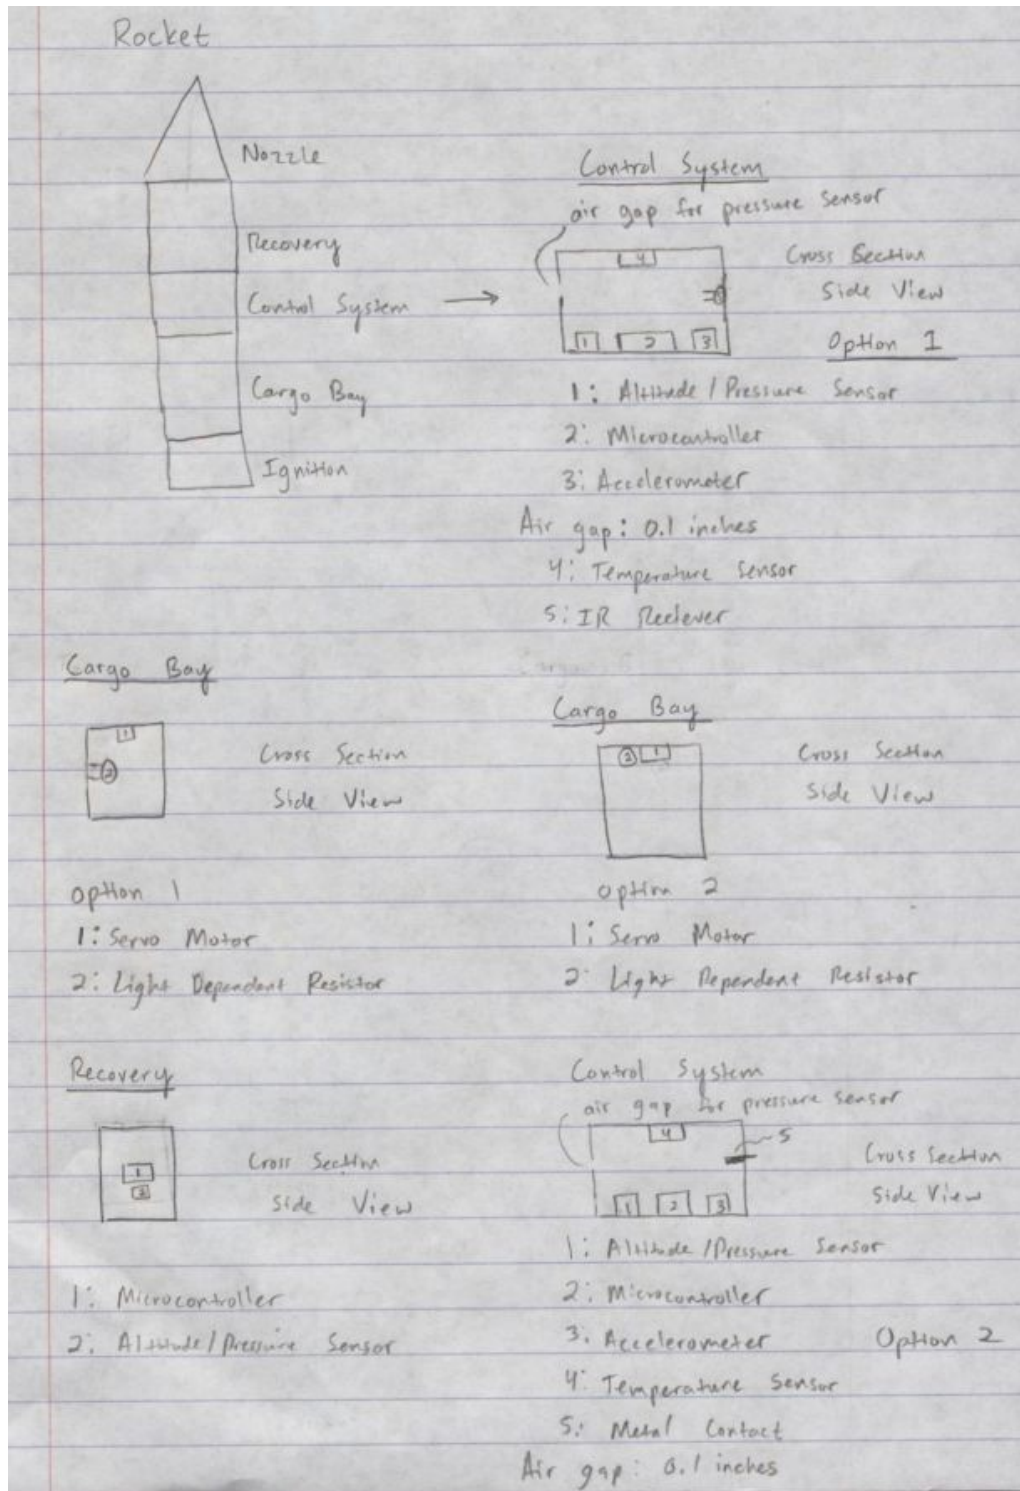 Rocket
Nozzle
Recovery
Control System
Cargo Bay
Ignition
Control System
air gap for pressure sensor
4
Cross Section
Side View
1 2 3
Option 1
1: Altitude / Pressure Sensor
2: Microcontroller
3: Accelerometer
Air gap: 0.1 inches
4: Temperature Sensor
5: IR Reciever
Cargo Bay
1
2
Cross Section
Side View
option 1
1: Servo Motor
2: Light Dependent Resistor
Cargo Bay
2 1
Cross Section
Side View
option 2
1: Servo Motor
2: Light Dependent Resistor
Recovery
1
2
Cross Section
Side View
1: Microcontroller
2: Altitude/Pressure Sensor
Control System
air gap for pressure sensor
4
5
1 2 3
Cross Section
Side View
1: Altitude/Pressure Sensor
2: Microcontroller
3: Accelerometer
Option 2
4: Temperature Sensor
5: Metal Contact
Air gap: 0.1 inches